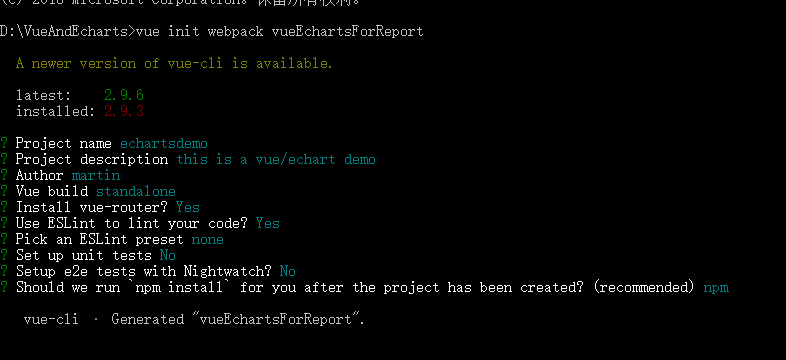 (c) 2018 Microsoft Corporation。保留所有权利。
D:\VueAndEcharts>vue init webpack vueEchartsForReport
A newer version of vue-cli is available.
latest: 2.9.6
installed: 2.9.3
? Project name echartsdemo
? Project description this is a vue/echart demo
? Author martin
? Vue build standalone
? Install vue-router? Yes
? Use ESLint to lint your code? Yes
? Pick an ESLint preset none
? Set up unit tests No
? Setup e2e tests with Nightwatch? No
? Should we run `npm install` for you after the project has been created? (recommended) npm
vue-cli · Generated "vueEchartsForReport".